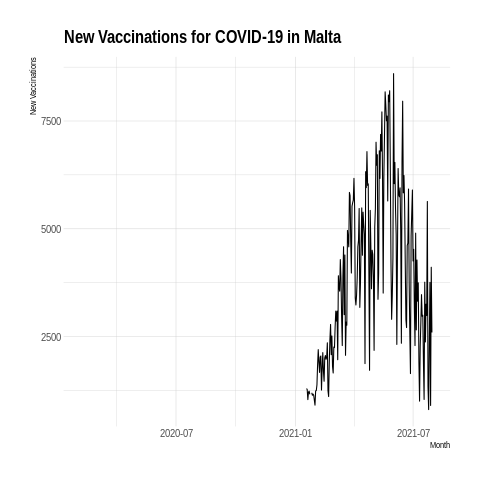 New Vaccinations for COVID-19 in Malta
New Vaccinations
7500
5000
2500
2020-07
2021-01
2021-07
Month